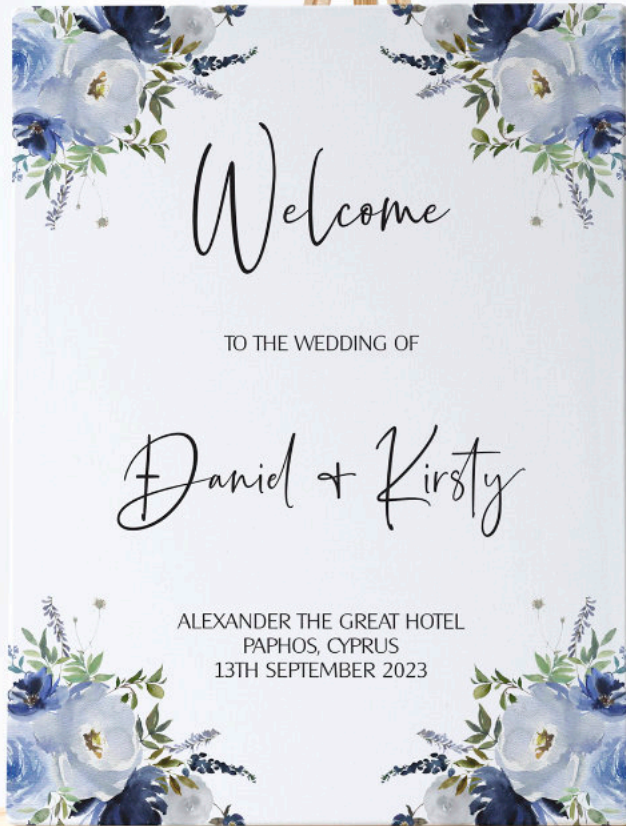 Welcome
TO THE WEDDING OF
Daniel + Kirsty
ALEXANDER THE GREAT HOTEL
PAPHOS, CYPRUS
13TH SEPTEMBER 2023